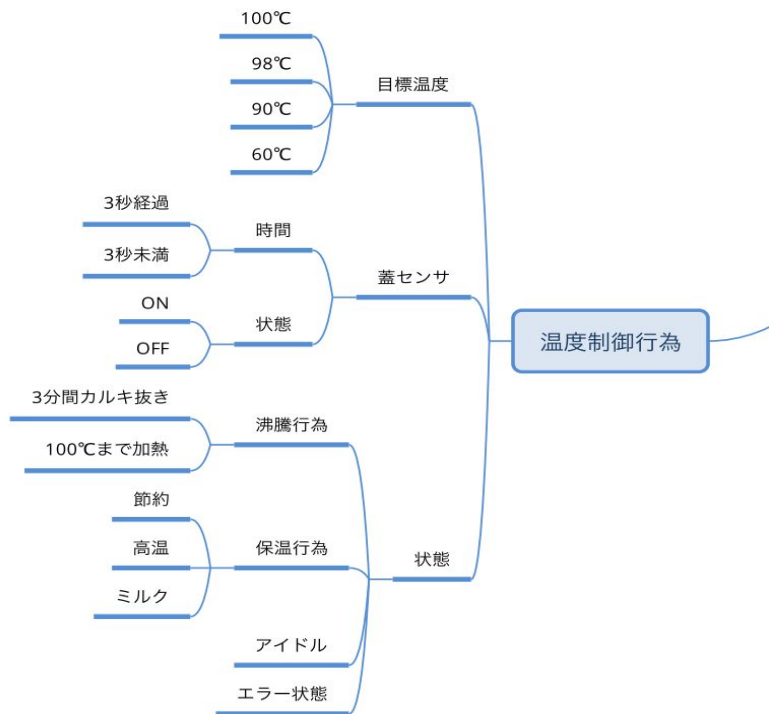 100℃
98℃
90℃
60℃
目標温度
3秒経過
3秒未満
時間
ON
OFF
状態
蓋センサ
温度制御行為
3分間カルキ抜き
100℃まで加熱
沸騰行為
節約
高温
ミルク
保温行為
アイドル
エラー状態
状態